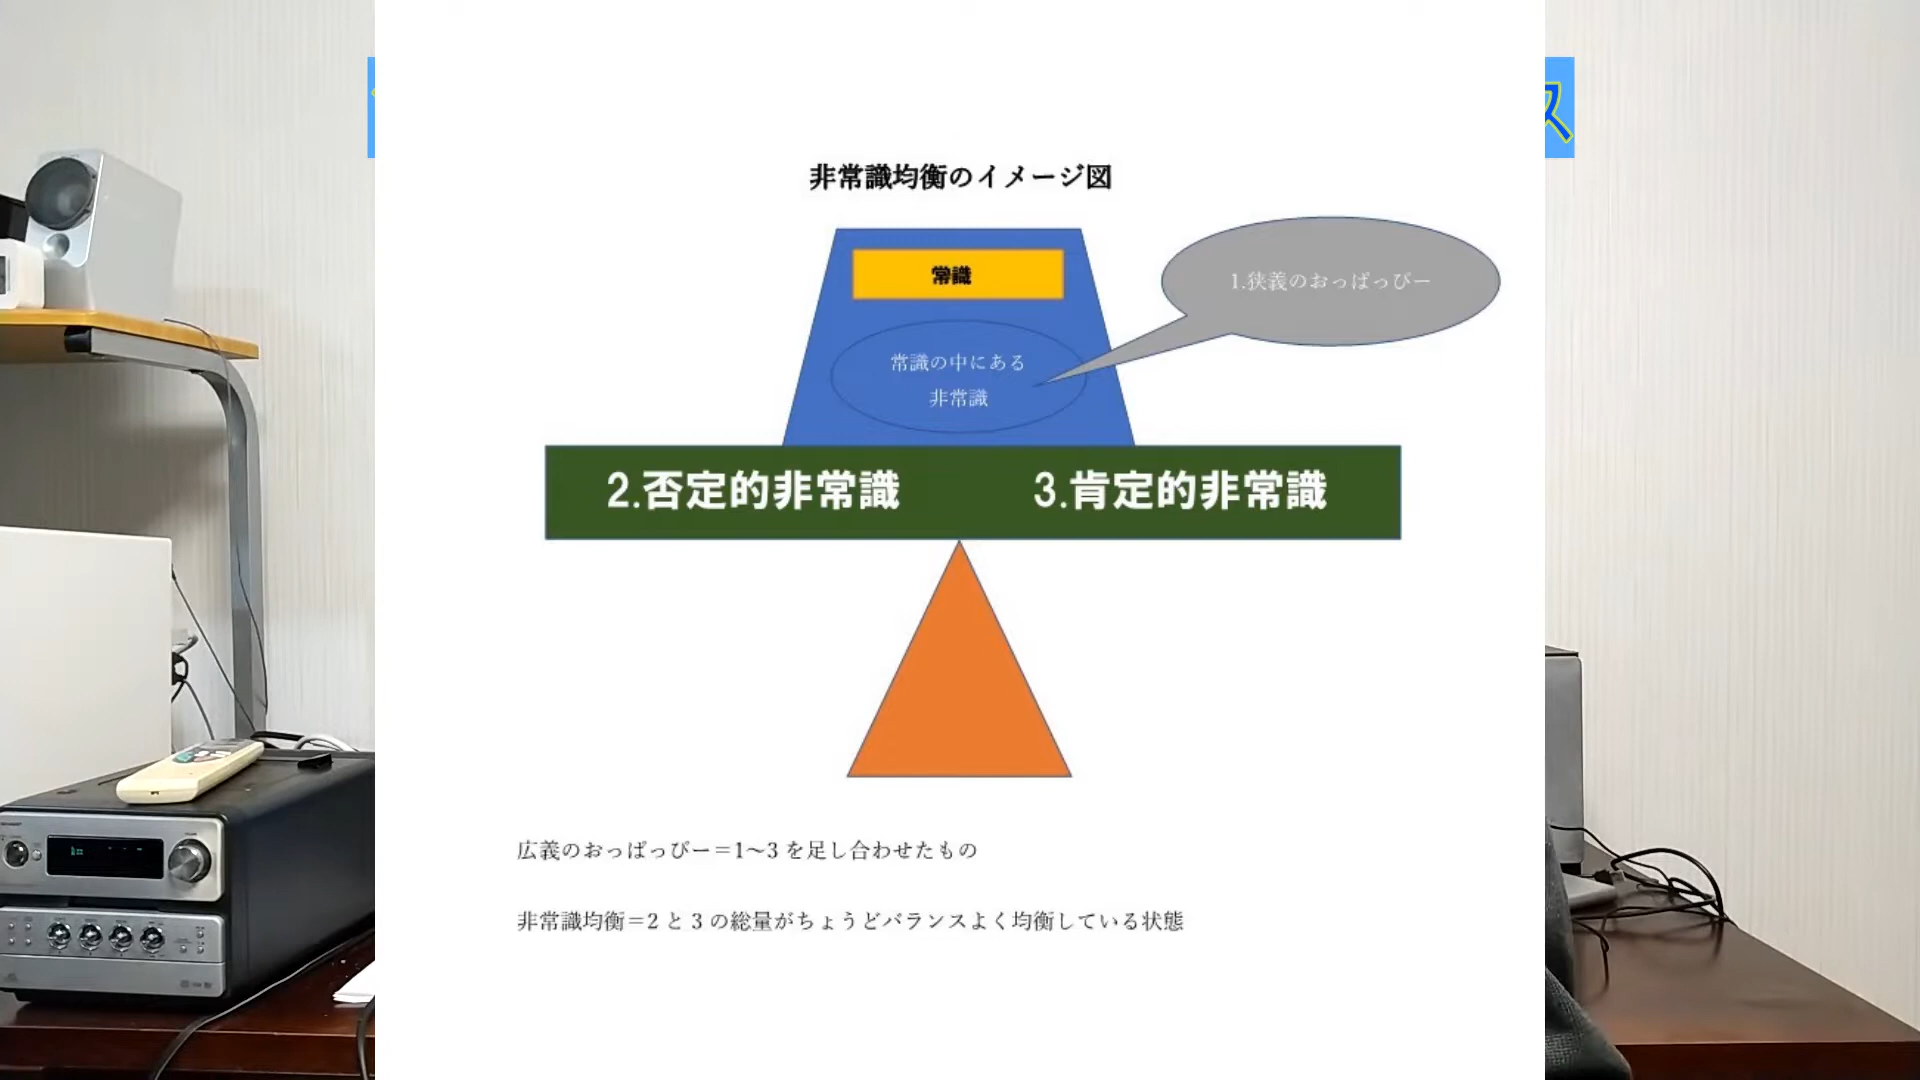 ス
非常識均衡のイメージ図
常識
1.狭義のおっぱっぴー
常識の中にある
非常識
2.否定的非常識
3.肯定的非常識
広義のおっぱっぴー＝1～3を足し合わせたもの
非常識均衡＝2と3の総量がちょうどバランスよく均衡している状態